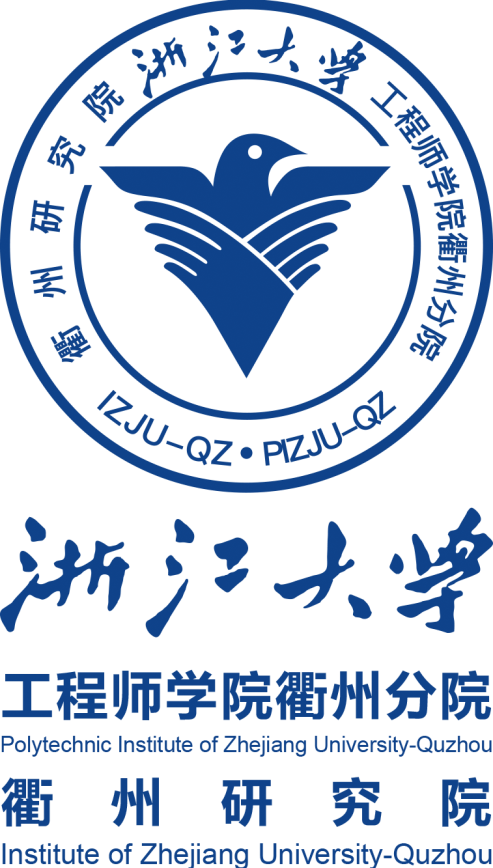 浙江大学
衢州研究院
工程师学院衢州分院
IZJU-QZ • PIZJU-QZ
浙江大学
工程师学院衢州分院
Polytechnic Institute of Zhejiang University-Quzhou
衢州研究院
Institute of Zhejiang University-Quzhou